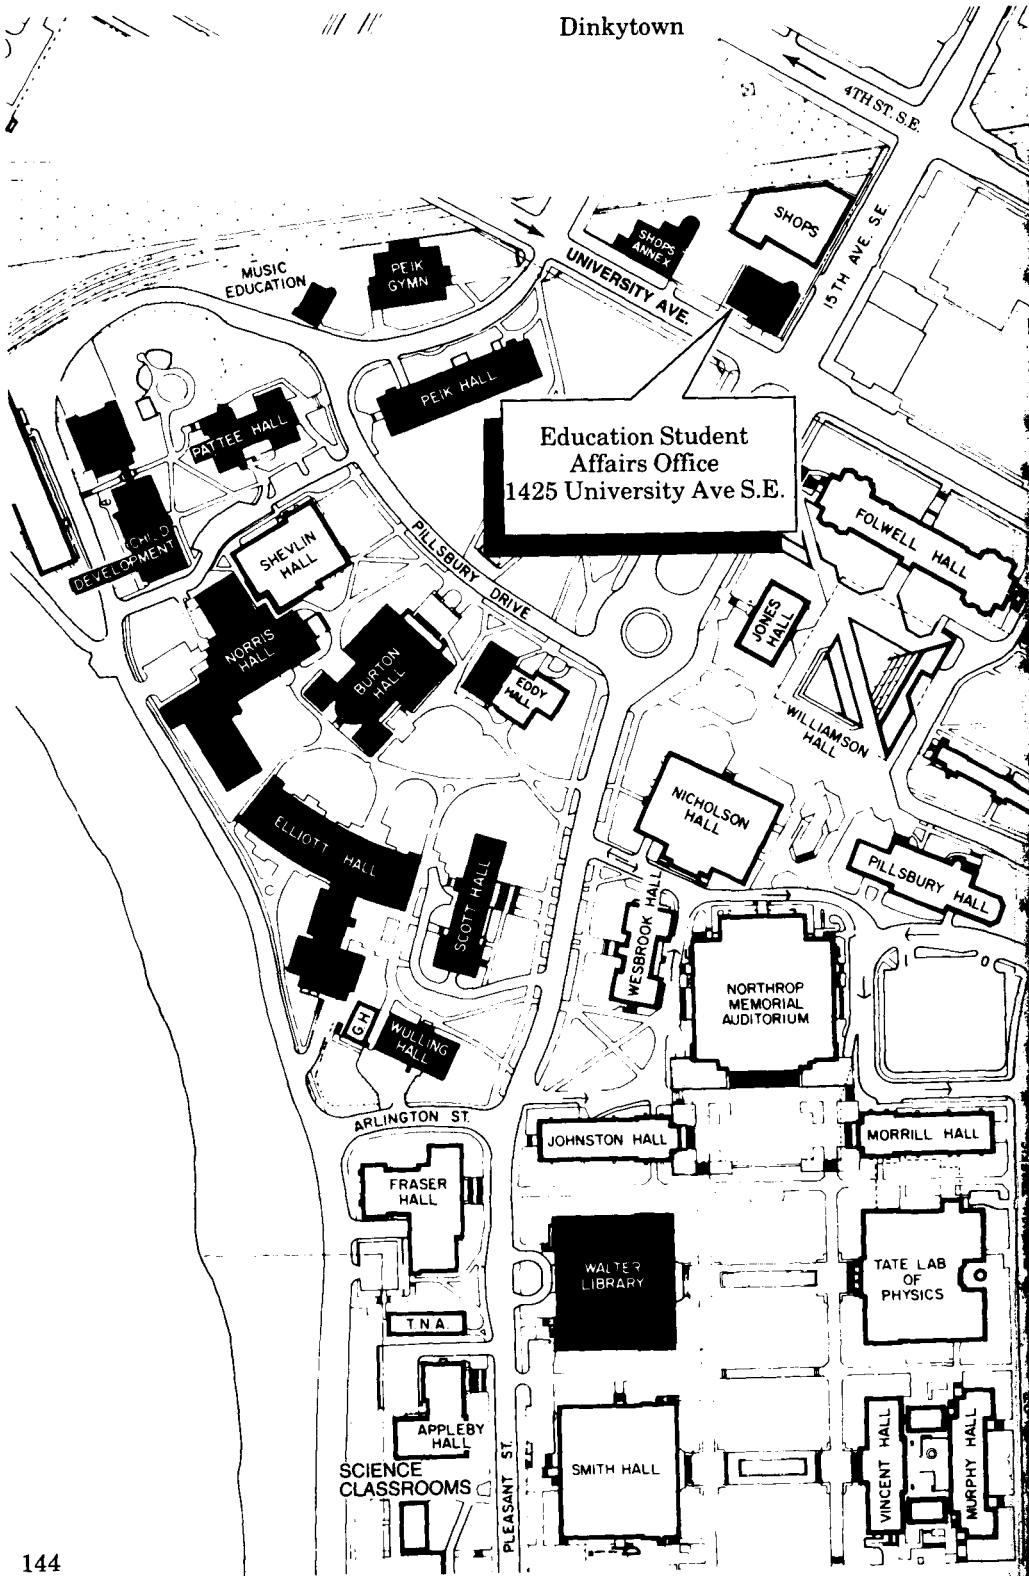 Dinkytown
4TH ST. S.E.
SHOPS
SHOPS
ANNEX
15TH AVE. S.E.
UNIVERSITY AVE.
MUSIC
EDUCATION
PEIK
GYMN
PEIK HALL
PATTEE HALL
Education Student
Affairs Office
1425 University Ave S.E.
CHILD
DEVELOPMENT
SHEVLIN
HALL
PILLSBURY DRIVE
FOLWELL HALL
JONES
HALL
NORRIS
HALL
BURTON
HALL
EDDY
HALL
WILLIAMSON
HALL
NICHOLSON
HALL
ELLIOTT HALL
SCOTT HALL
PILLSBURY HALL
WESBROOK HALL
NORTHROP
MEMORIAL
AUDITORIUM
G.H.
WULLING
HALL
ARLINGTON ST.
JOHNSTON HALL
MORRILL HALL
FRASER
HALL
WALTER
LIBRARY
TATE LAB
OF
PHYSICS
T.N.A.
APPLEBY
HALL
SCIENCE
CLASSROOMS
PLEASANT ST.
SMITH HALL
VINCENT HALL
MURPHY HALL
144